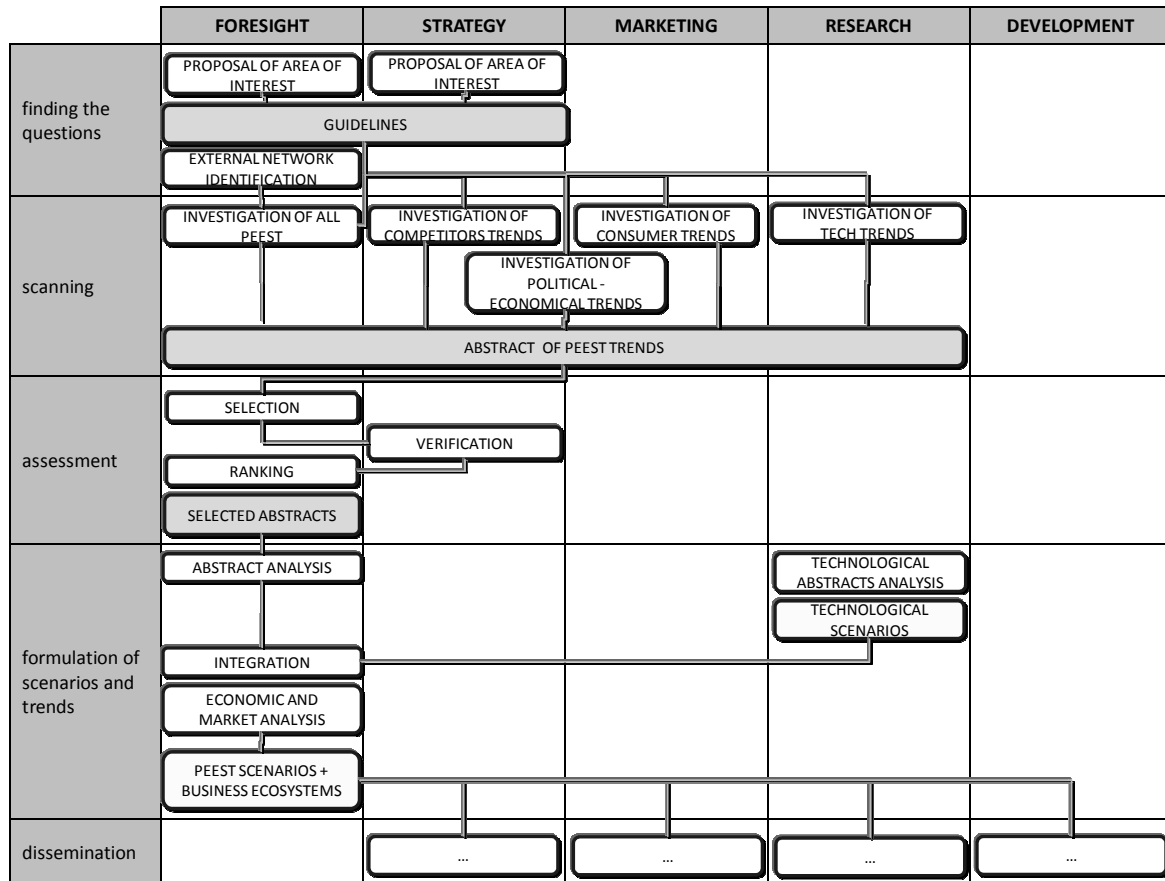 FORESIGHT
STRATEGY
MARKETING
RESEARCH
DEVELOPMENT
finding the
questions
PROPOSAL OF AREA OF
INTEREST
PROPOSAL OF AREA OF
INTEREST
GUIDELINES
EXTERNAL NETWORK
IDENTIFICATION
scanning
INVESTIGATION OF ALL
PEEST
INVESTIGATION OF
COMPETITORS TRENDS
INVESTIGATION OF
CONSUMER TRENDS
INVESTIGATION OF
TECH TRENDS
INVESTIGATION OF
POLITICAL -
ECONOMICAL TRENDS
ABSTRACT OF PEEST TRENDS
assessment
SELECTION
VERIFICATION
RANKING
SELECTED ABSTRACTS
formulation of
scenarios and
trends
ABSTRACT ANALYSIS
TECHNOLOGICAL
ABSTRACTS ANALYSIS
TECHNOLOGICAL
SCENARIOS
INTEGRATION
ECONOMIC AND
MARKET ANALYSIS
PEEST SCENARIOS +
BUSINESS ECOSYSTEMS
dissemination
...
...
...
...